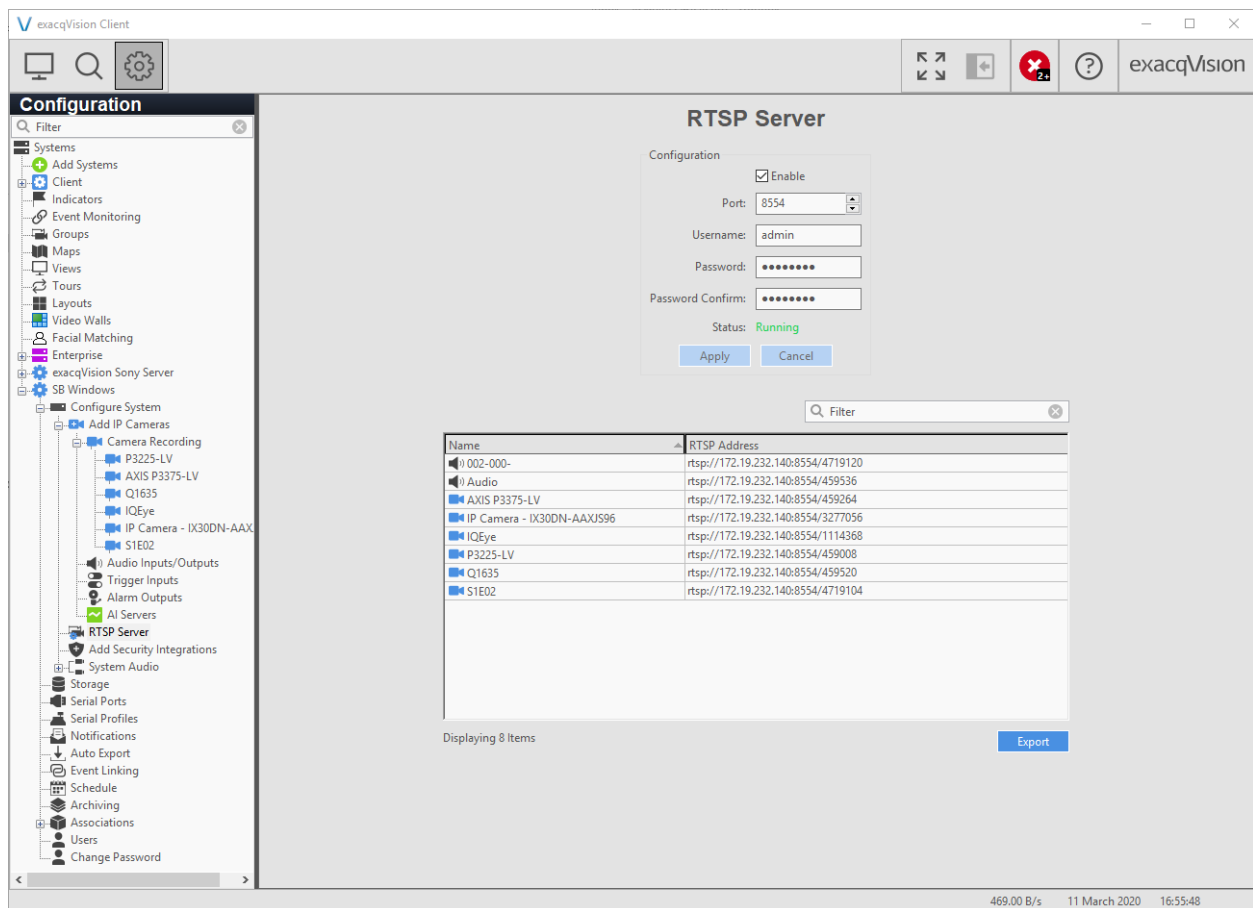 exacqVision Client
2+
?
exacqVision
Configuration
Filter
Systems
Add Systems
Client
Indicators
Event Monitoring
Groups
Maps
Views
Tours
Layouts
Video Walls
Facial Matching
Enterprise
exacqVision Sony Server
SB Windows
Configure System
Add IP Cameras
Camera Recording
P3225-LV
AXIS P3375-LV
Q1635
IQEye
IP Camera - IX30DN-AAX
S1E02
Audio Inputs/Outputs
Trigger Inputs
Alarm Outputs
AI Servers
RTSP Server
Add Security Integrations
System Audio
Storage
Serial Ports
Serial Profiles
Notifications
Auto Export
Event Linking
Schedule
Archiving
Associations
Users
Change Password
RTSP Server
Configuration
Enable
Port: 8554
Username: admin
Password: ●●●●●●●●
Password Confirm: ●●●●●●●●
Status: Running
Apply Cancel
Filter
Name RTSP Address
002-000- rtsp://172.19.232.140:8554/4719120
Audio rtsp://172.19.232.140:8554/459536
AXIS P3375-LV rtsp://172.19.232.140:8554/459264
IP Camera - IX30DN-AAXJS96 rtsp://172.19.232.140:8554/3277056
IQEye rtsp://172.19.232.140:8554/1114368
P3225-LV rtsp://172.19.232.140:8554/459008
Q1635 rtsp://172.19.232.140:8554/459520
S1E02 rtsp://172.19.232.140:8554/4719104
Displaying 8 Items
Export
469.00 B/s 11 March 2020 16:55:48